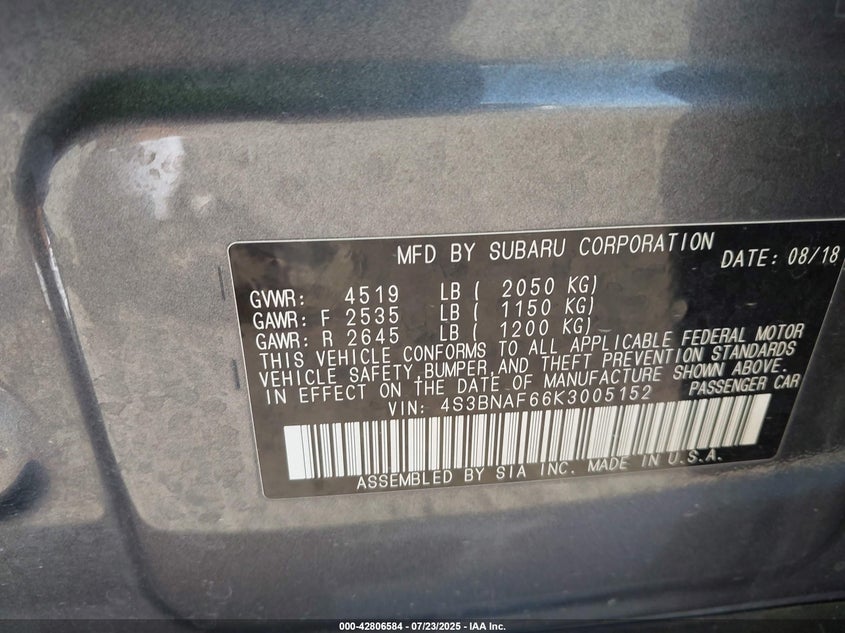 MFD BY SUBARU CORPORATION DATE: 08/18
GVWR: 4519 LB ( 2050 KG)
GAWR: F 2535 LB ( 1150 KG)
GAWR: R 2645 LB ( 1200 KG)
THIS VEHICLE CONFORMS TO ALL APPLICABLE FEDERAL MOTOR
VEHICLE SAFETY, BUMPER, AND THEFT PREVENTION STANDARDS
IN EFFECT ON THE DATE OF MANUFACTURE SHOWN ABOVE.
VIN: 4S3BNAF66K3005152 PASSENGER CAR
ASSEMBLED BY SIA INC. MADE IN U.S.A.
000-42806584 - 07/23/2025 - IAA Inc.